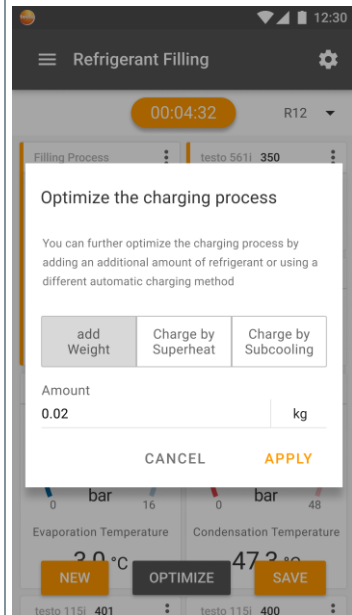 12:30
Refrigerant Filling
00:04:32 R12
Filling Process testo 561i 350
Optimize the charging process
You can further optimize the charging process by
adding an additional amount of refrigerant or using a
different automatic charging method
add Weight Charge by Superheat Charge by Subcooling
Amount
0.02 kg
CANCEL APPLY
bar bar
0 16 0 48
Evaporation Temperature Condensation Temperature
°C 47.3 °C
NEW OPTIMIZE SAVE
testo 115i 401 testo 115i 400